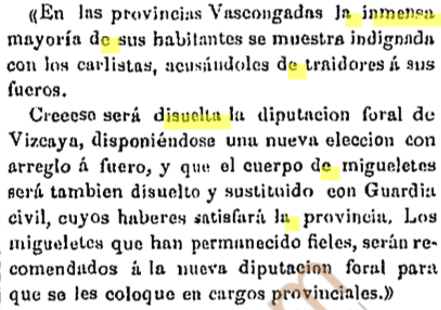 «En las provincias Vascongadas la inmensa
mayoría de sus habitantes se muestra indignada
con los carlistas, acusándoles de traidores á sus
fueros.
Creeese será disuelta la diputacion foral de
Vizcaya, disponiéndose una nueva eleccion con
arreglo á fuero, y que el cuerpo de migueletes
será tambien disuelto y sustituido con Guardia
civil, cuyos haberes satisfará la provincia. Los
migueletes que han permanecido fieles, serán re-
comendados á la nueva diputacion foral para
que se les coloque en cargos provinciales.»